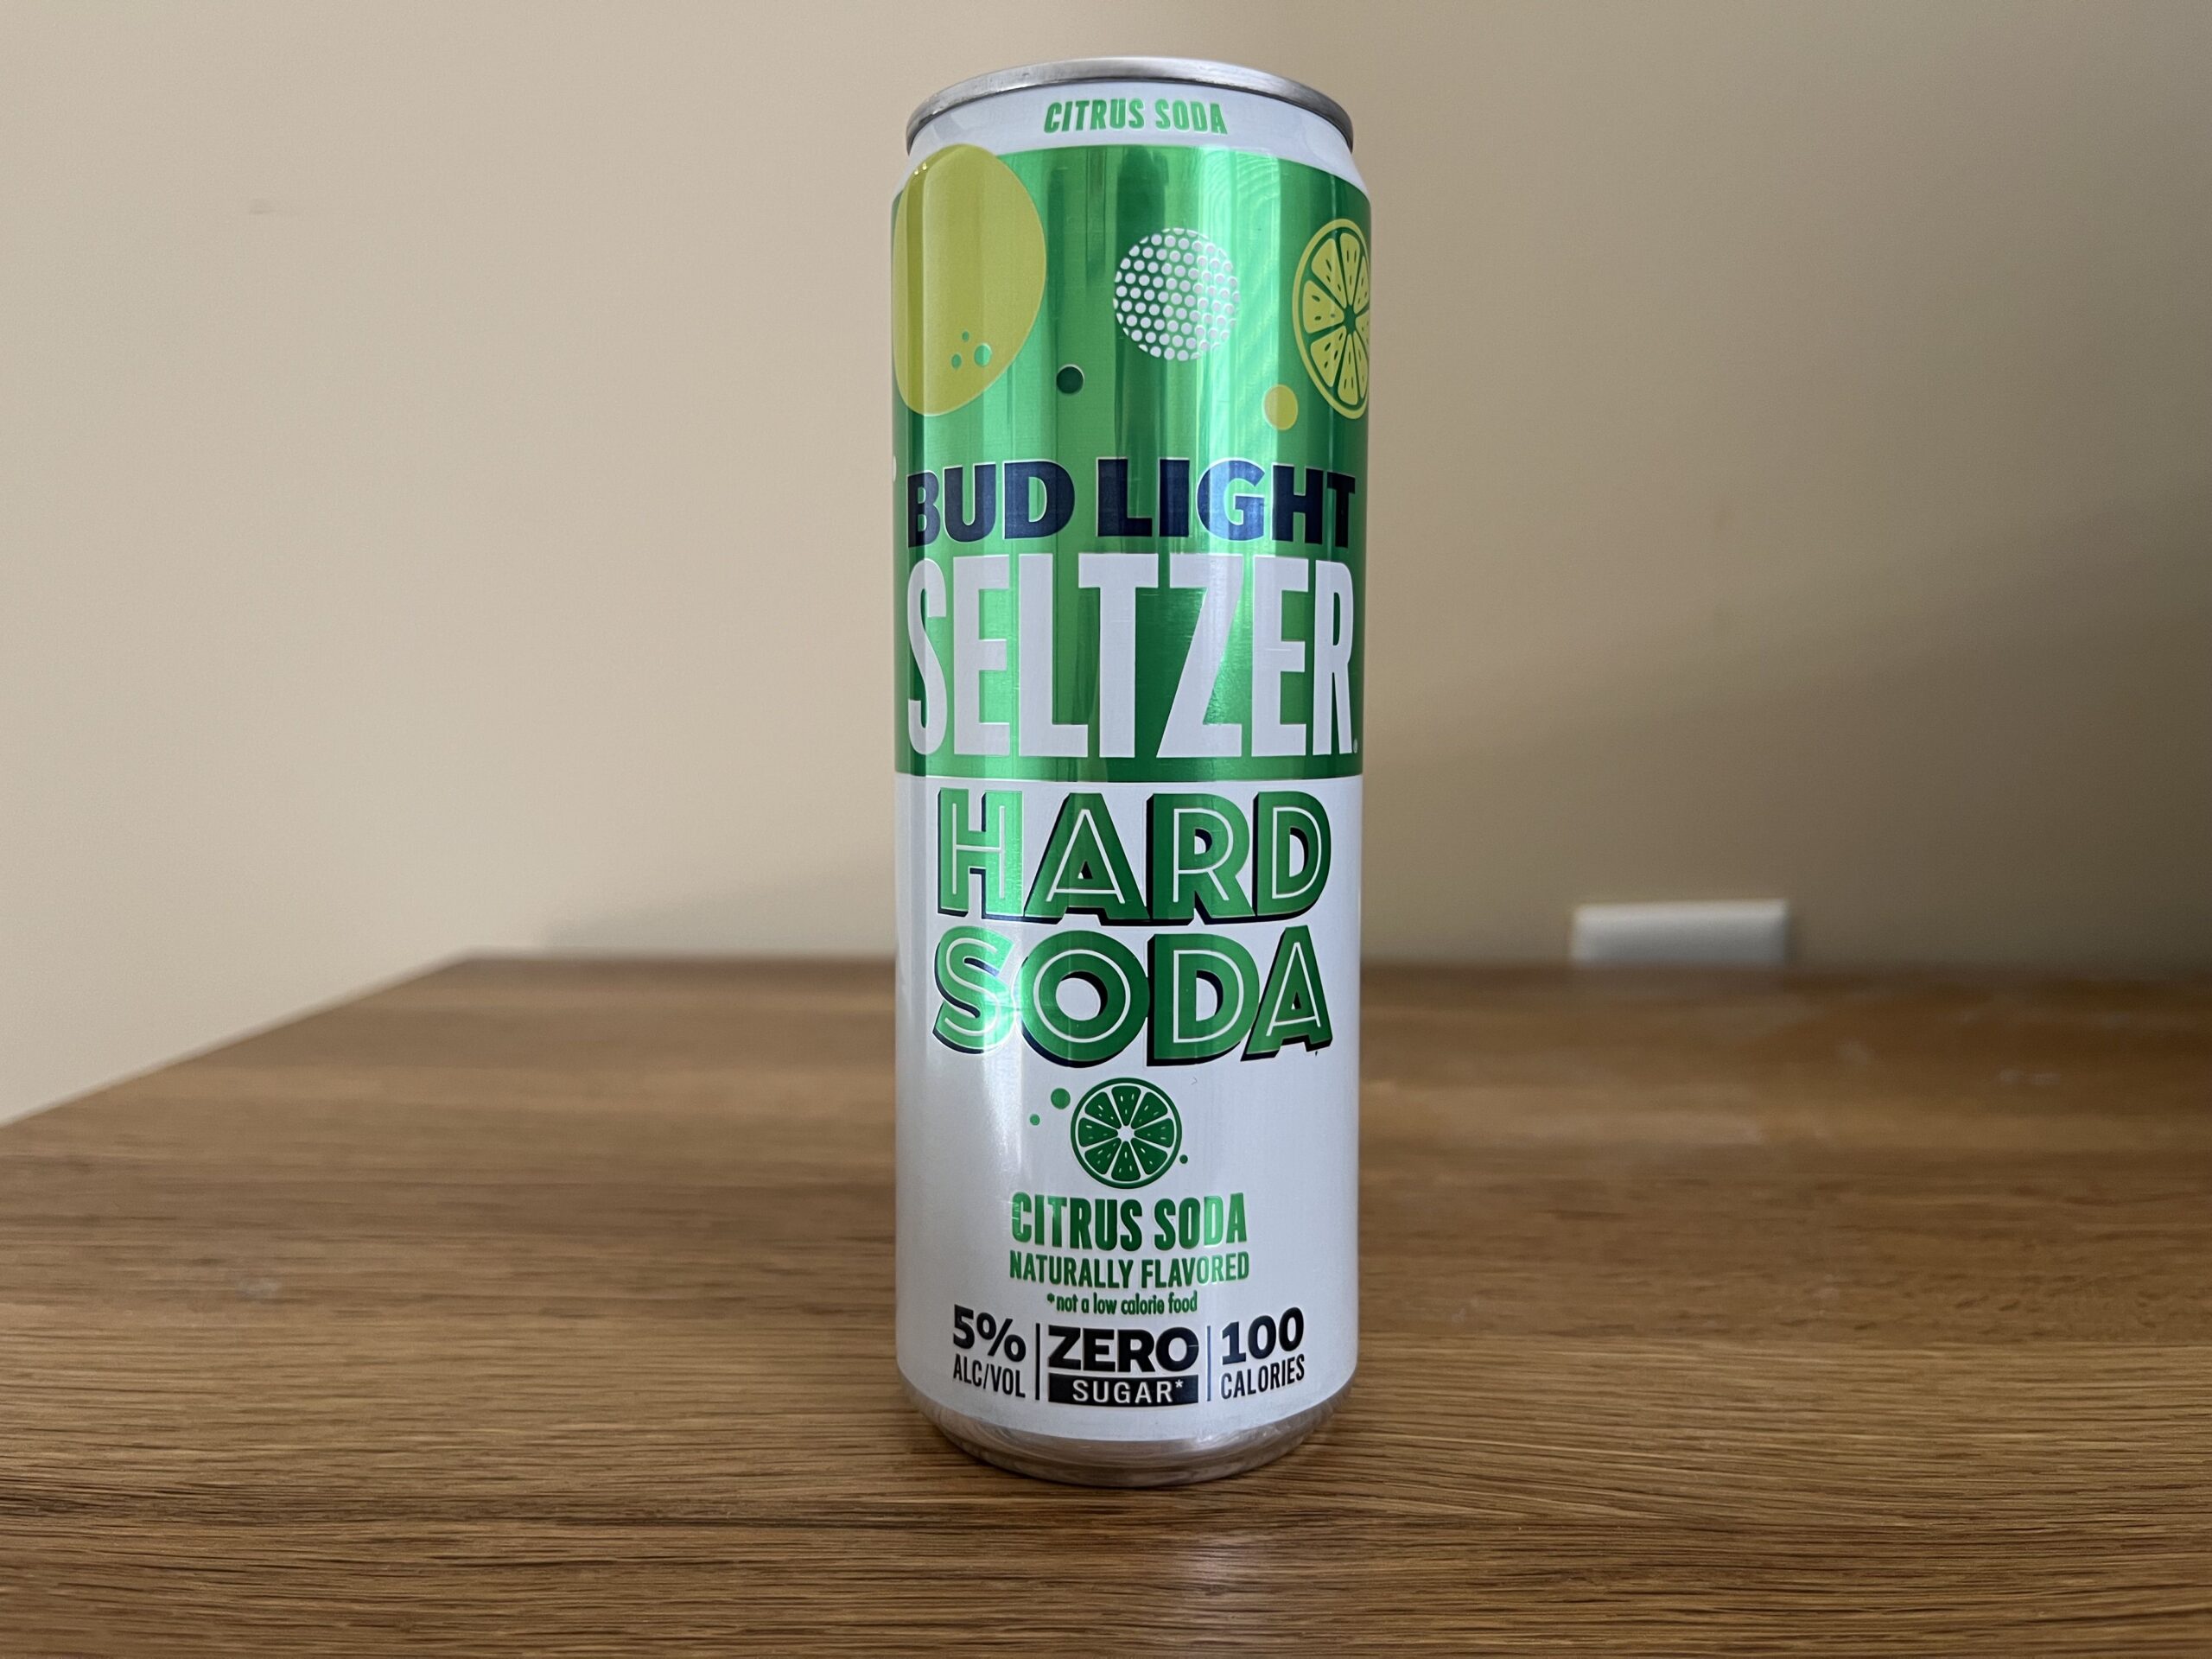 CITRUS SODA
BUD LIGHT
SELTZER.
HARD
SODA
CITRUS SODA
NATURALLY FLAVORED
*not a low calorie food
5% ZERO 100
ALC/VOL SUGAR* CALORIES